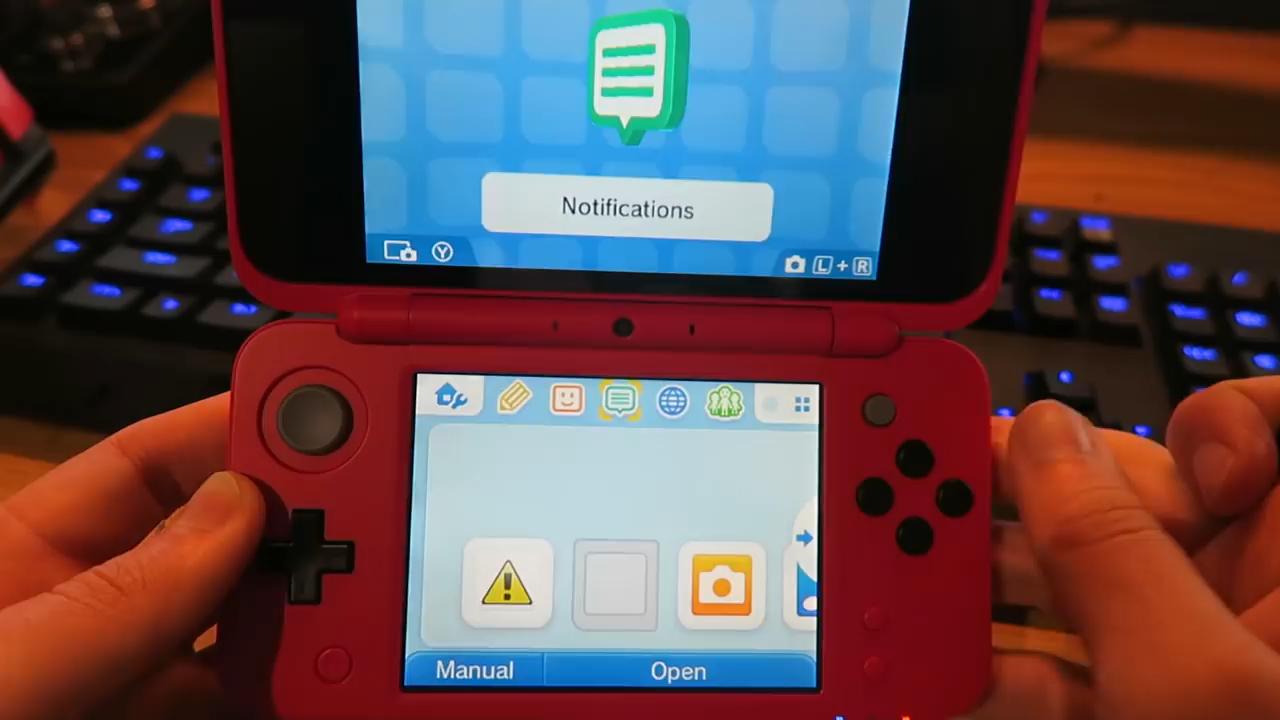 Notifications
Y
L + R
Manual
Open